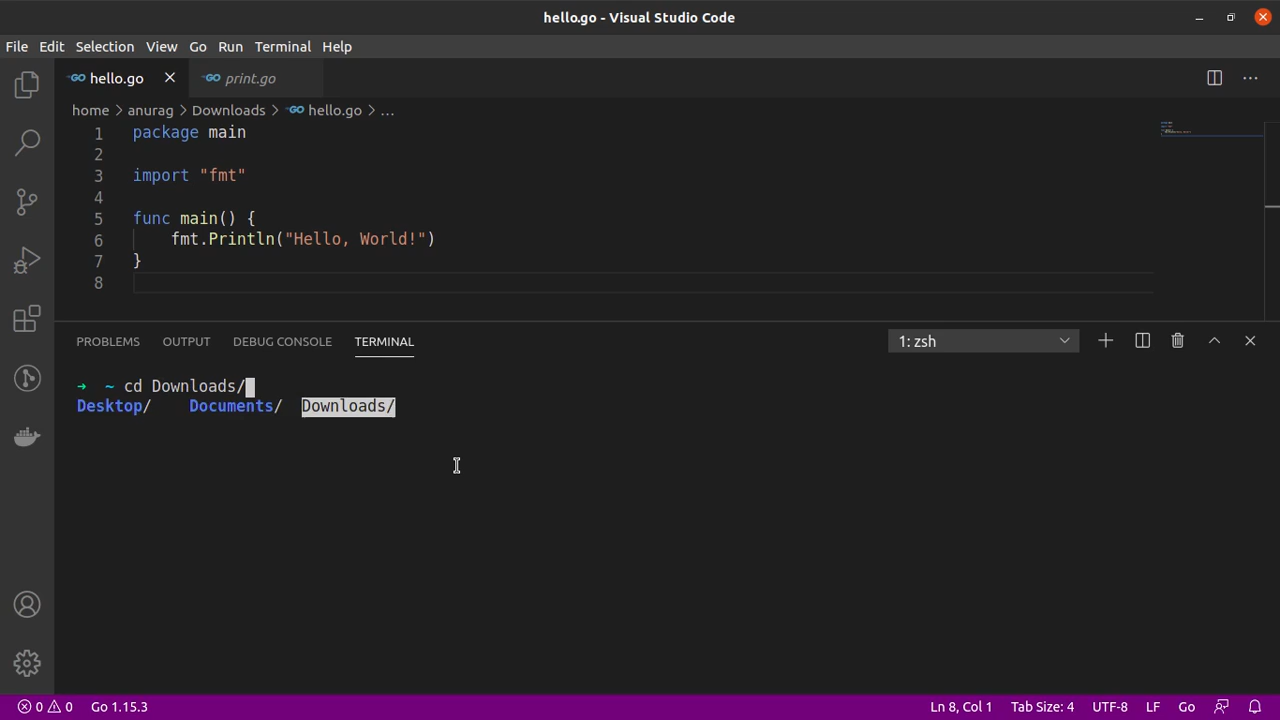 hello.go - Visual Studio Code
File Edit Selection View Go Run Terminal Help
GO hello.go GO print.go
home > anurag > Downloads > GO hello.go > ...
1 package main
2
3 import "fmt"
4
5 func main() {
6 fmt.Println("Hello, World!")
7 }
8
PROBLEMS OUTPUT DEBUG CONSOLE TERMINAL 1: zsh
➜ ~ cd Downloads/
Desktop/ Documents/ Downloads/
0 0 Go 1.15.3 Ln 8, Col 1 Tab Size: 4 UTF-8 LF Go